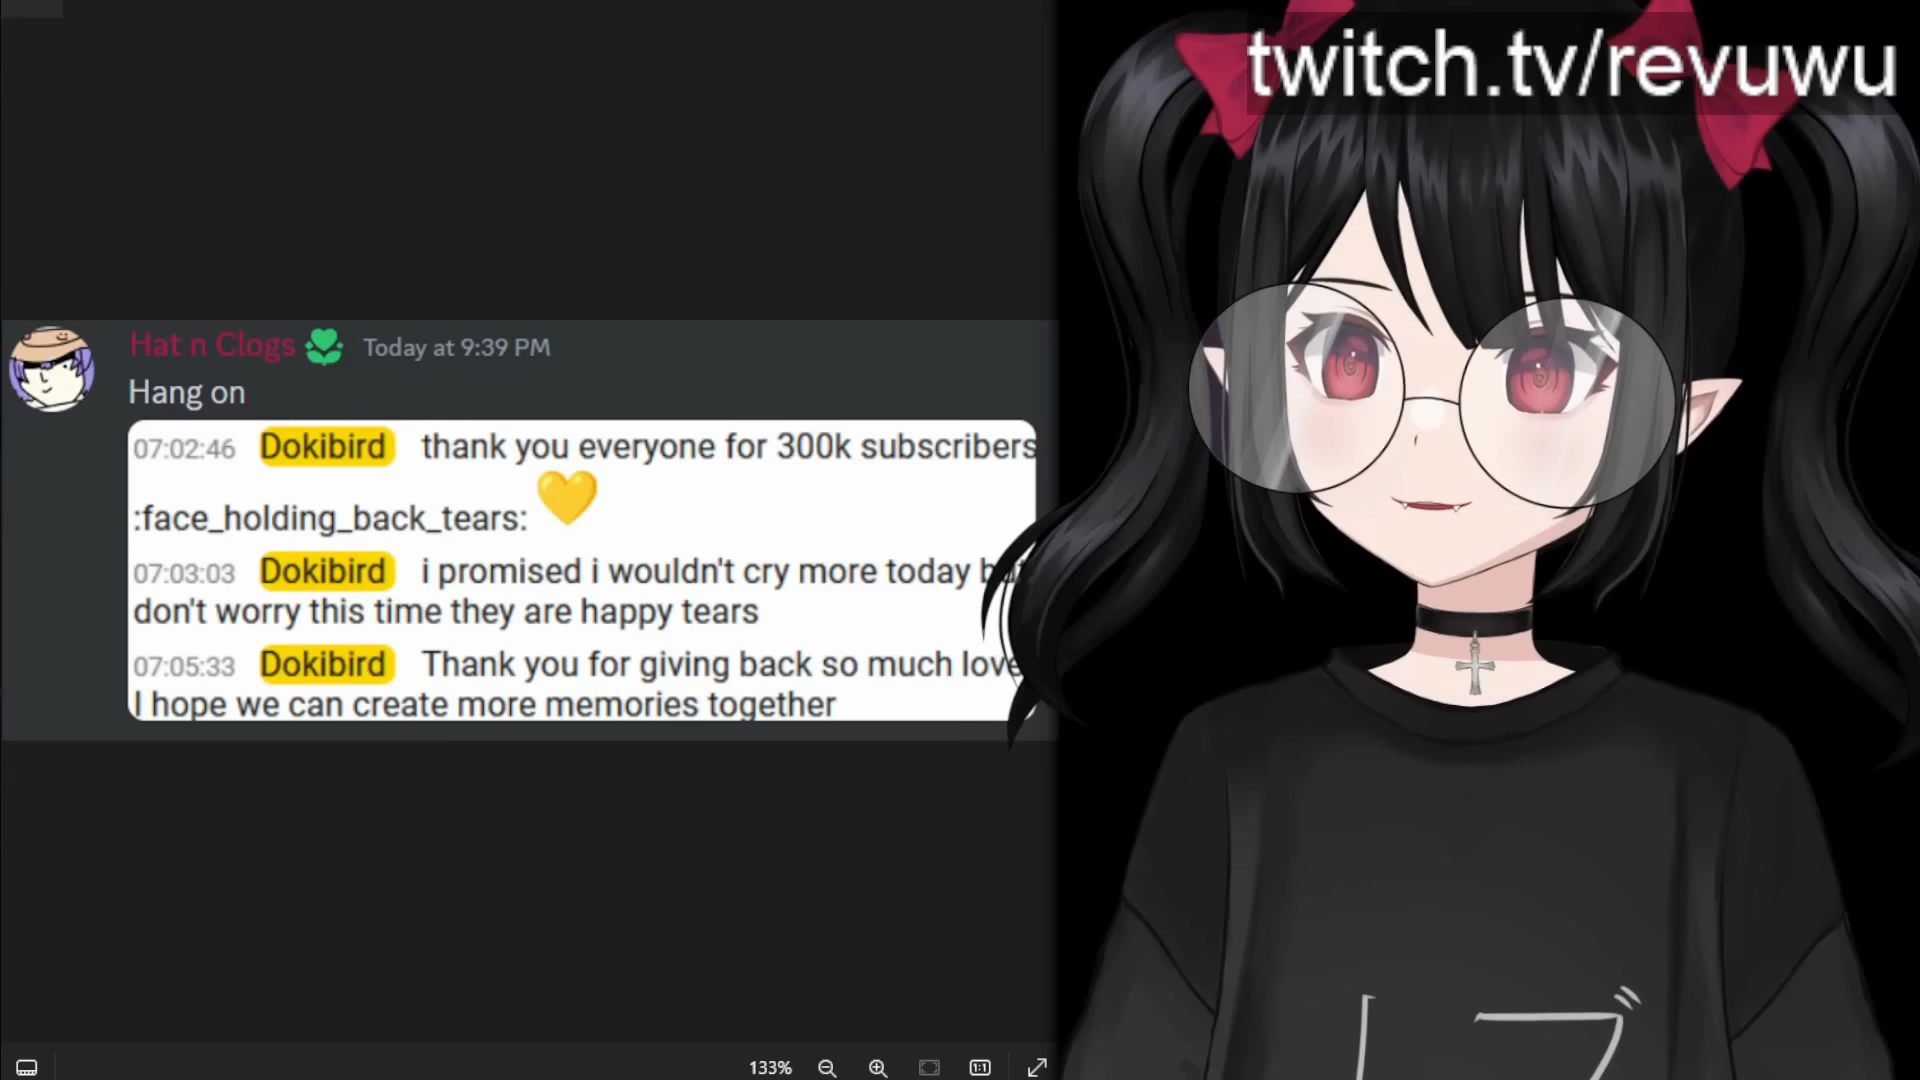 twitch.tv/revuwu
Hat n Clogs Today at 9:39 PM
Hang on
07:02:46 Dokibird thank you everyone for 300k subscribers
:face_holding_back_tears: 💛
07:03:03 Dokibird i promised i wouldn't cry more today
don't worry this time they are happy tears
07:05:33 Dokibird Thank you for giving back so much love
I hope we can create more memories together
133%
1:1